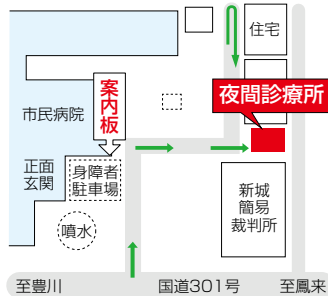 住宅
案内板
夜間診療所
市民病院
正面
玄関
身障者
駐車場
新城
簡易
裁判所
噴水
至豊川
国道301号
至鳳来